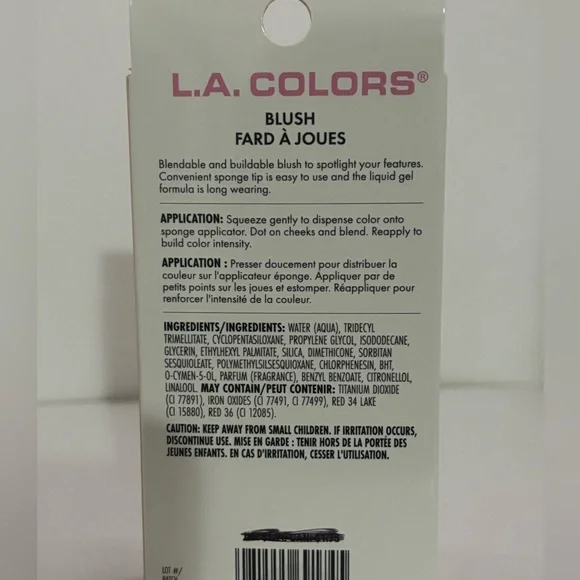 L.A. COLORS®
BLUSH
FARD À JOUES
Blendable and buildable blush to spotlight your features.
Convenient sponge tip is easy to use and the liquid gel
formula is long wearing.
APPLICATION: Squeeze gently to dispense color onto
sponge applicator. Dot on cheeks and blend. Reapply to
build color intensity.
APPLICATION : Presser doucement pour distribuer la
couleur sur l'applicateur éponge. Appliquer par de
petits points sur les joues et estomper. Réappliquer pour
renforcer l'intensité de la couleur.
INGREDIENTS/INGREDIENTS: WATER (AQUA), TRIDECYL
TRIMELLITATE, CYCLOPENTASILOXANE, PROPYLENE GLYCOL, ISODODECANE,
GLYCERIN, ETHYLHEXYL PALMITATE, SILICA, DIMETHICONE, SORBITAN
SESQUIOLEATE, POLYMETHYLSILSESQUIOXANE, CHLORPHENESIN, BHT,
O-CYMEN-5-OL, PARFUM (FRAGRANCE), BENZYL BENZOATE, CITRONELLOL,
LINALOOL. MAY CONTAIN/PEUT CONTENIR: TITANIUM DIOXIDE
(CI 77891), IRON OXIDES (CI 77491, CI 77499), RED 34 LAKE
(CI 15880), RED 36 (CI 12085).
CAUTION: KEEP AWAY FROM SMALL CHILDREN. IF IRRITATION OCCURS,
DISCONTINUE USE. MISE EN GARDE : TENIR HORS DE LA PORTÉE DES
JEUNES ENFANTS. EN CAS D'IRRITATION, CESSER L'UTILISATION.
LOT #/